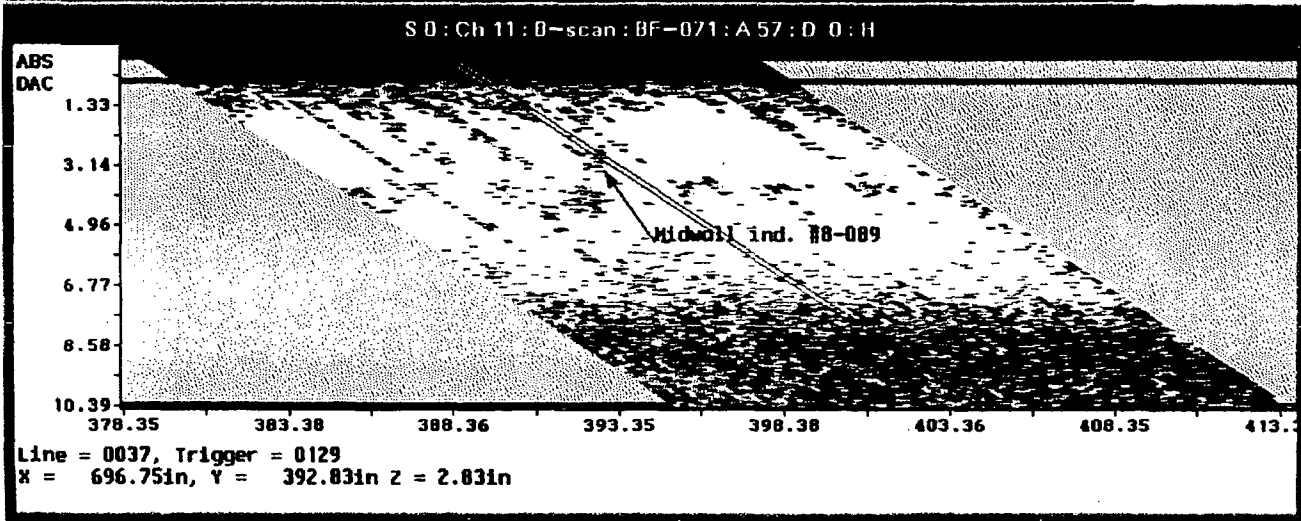 S 0 : Ch 11 : B-scan : BF-071 : A 57 : D 0 : H
ABS
DAC
1.33
3.14
4.96
6.77
8.58
10.39
Midwall ind. #8-089
378.35 383.38 388.36 393.35 398.38 403.36 408.35
Line = 0037, Trigger = 0129
X = 696.75in, Y = 392.83in Z = 2.83in